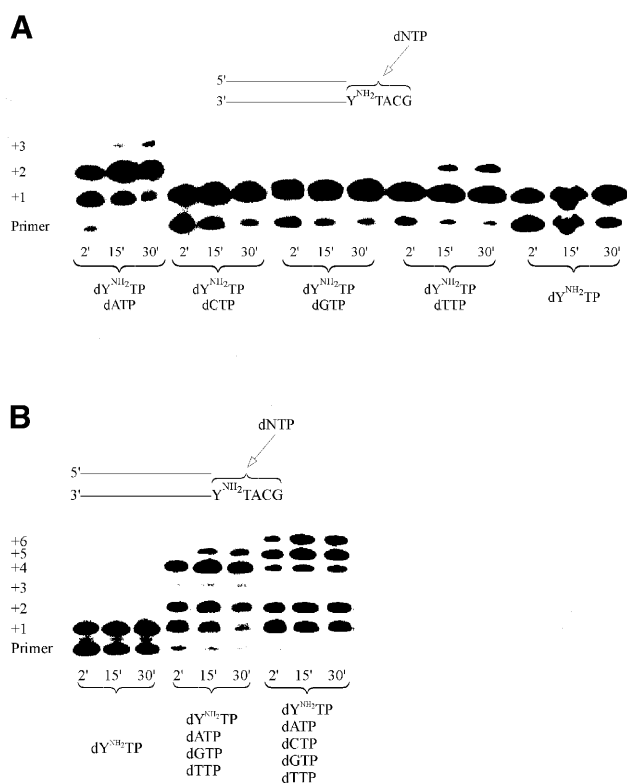 A
dNTP
5'
3' Y^NH2TACG
+3
+2
+1
Primer
2' 15' 30' 2' 15' 30' 2' 15' 30' 2' 15' 30' 2' 15' 30'
dY^NH2TP dY^NH2TP dY^NH2TP dY^NH2TP dY^NH2TP
dATP dCTP dGTP dTTP
B
dNTP
5'
3' Y^NH2TACG
+6
+5
+4
+3
+2
+1
Primer
2' 15' 30' 2' 15' 30' 2' 15' 30'
dY^NH2TP dY^NH2TP dY^NH2TP
dATP dATP
dGTP dCTP
dTTP dGTP
dTTP